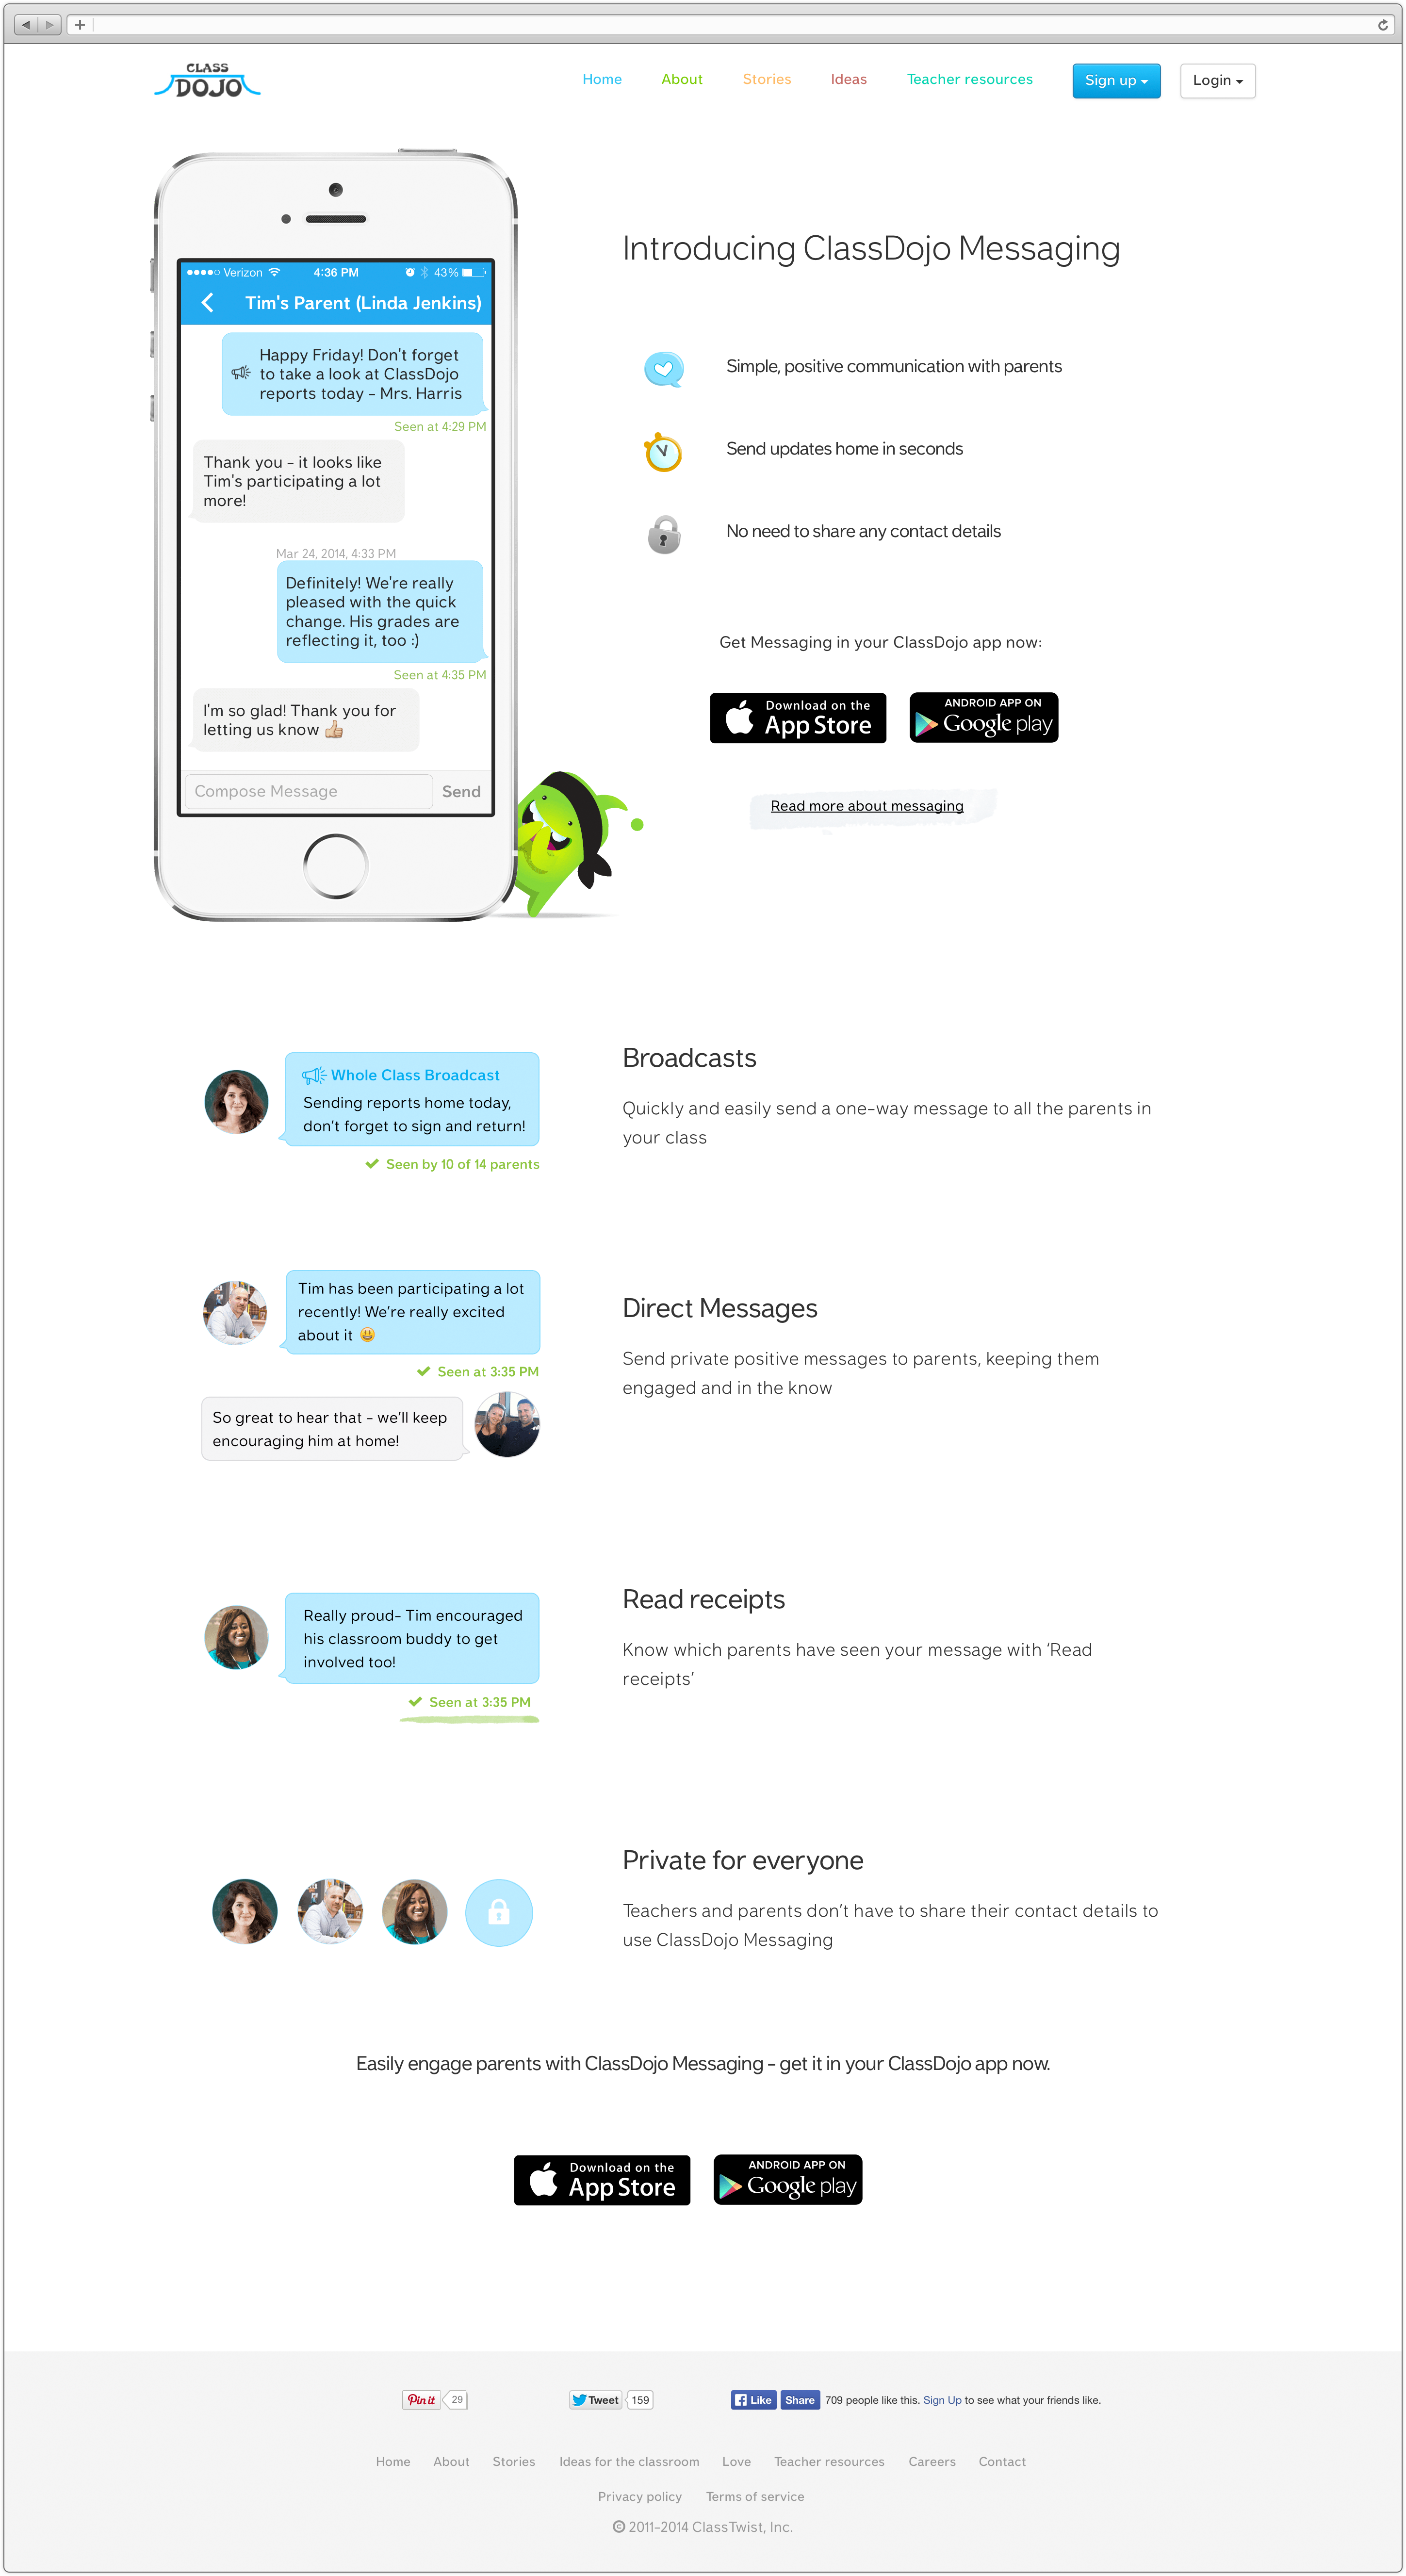 CLASS
DOJO
Home About Stories Ideas Teacher resources Sign up Login
Verizon 4:36 PM 43%
Tim's Parent (Linda Jenkins)
Happy Friday! Don't forget
to take a look at ClassDojo
reports today - Mrs. Harris
Seen at 4:29 PM
Thank you - it looks like
Tim's participating a lot
more!
Mar 24, 2014, 4:33 PM
Definitely! We're really
pleased with the quick
change. His grades are
reflecting it, too :)
Seen at 4:35 PM
I'm so glad! Thank you for
letting us know 👍
Compose Message Send
Introducing ClassDojo Messaging
Simple, positive communication with parents
Send updates home in seconds
No need to share any contact details
Get Messaging in your ClassDojo app now:
Download on the
App Store
ANDROID APP ON
Google play
Read more about messaging
Whole Class Broadcast
Sending reports home today,
don't forget to sign and return!
✔ Seen by 10 of 14 parents
Broadcasts
Quickly and easily send a one-way message to all the parents in
your class
Tim has been participating a lot
recently! We're really excited
about it 😀
✔ Seen at 3:35 PM
So great to hear that - we'll keep
encouraging him at home!
Direct Messages
Send private positive messages to parents, keeping them
engaged and in the know
Really proud- Tim encouraged
his classroom buddy to get
involved too!
✔ Seen at 3:35 PM
Read receipts
Know which parents have seen your message with ‘Read
receipts’
Private for everyone
Teachers and parents don't have to share their contact details to
use ClassDojo Messaging
Easily engage parents with ClassDojo Messaging - get it in your ClassDojo app now.
Download on the
App Store
ANDROID APP ON
Google play
Pin it 29 Tweet 159 Like Share 709 people like this. Sign Up to see what your friends like.
Home About Stories Ideas for the classroom Love Teacher resources Careers Contact
Privacy policy Terms of service
© 2011-2014 ClassTwist, Inc.